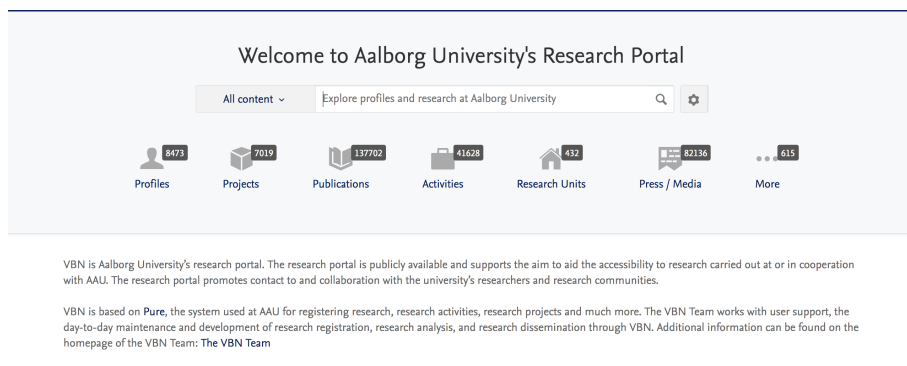 Welcome to Aalborg University's Research Portal
All content
Explore profiles and research at Aalborg University
8473
7019
137702
41628
432
82136
615
Profiles
Projects
Publications
Activities
Research Units
Press / Media
More
VBN is Aalborg University's research portal. The research portal is publicly available and supports the aim to aid the accessibility to research carried out at or in cooperation
with AAU. The research portal promotes contact to and collaboration with the university's researchers and research communities.
VBN is based on Pure, the system used at AAU for registering research, research activities, research projects and much more. The VBN Team works with user support, the
day-to-day maintenance and development of research registration, research analysis, and research dissemination through VBN. Additional information can be found on the
homepage of the VBN Team: The VBN Team